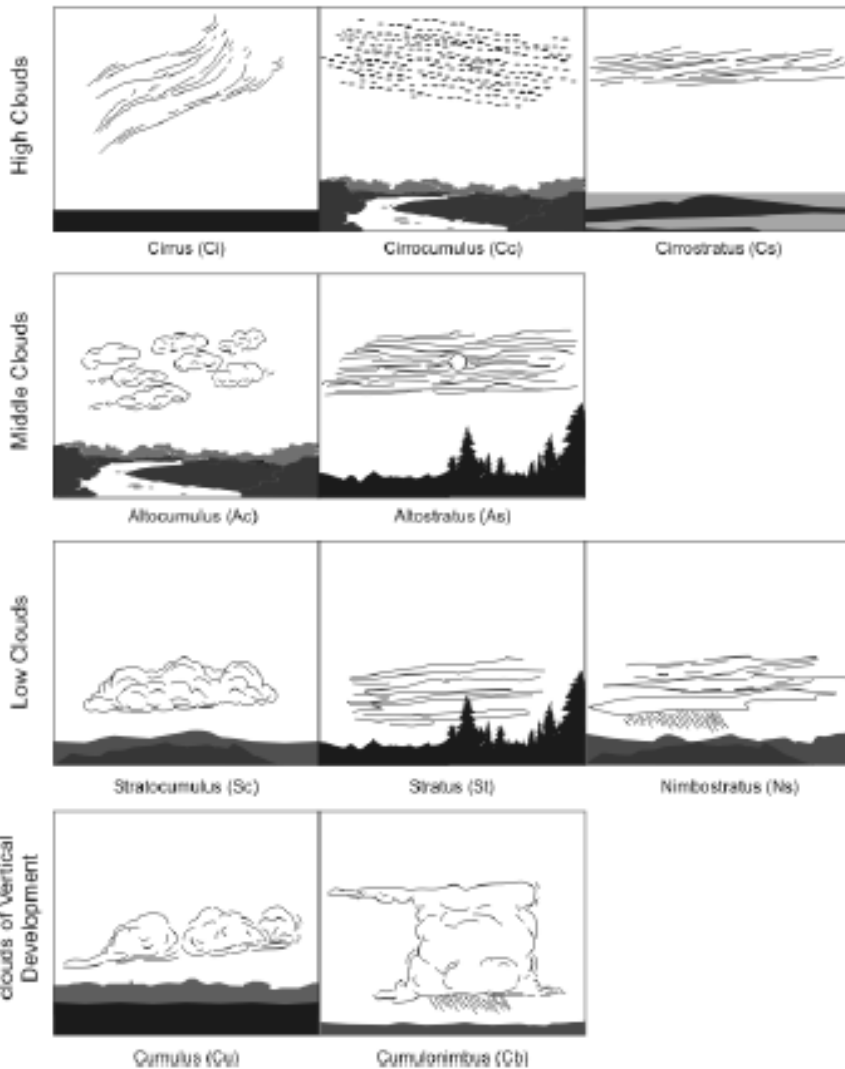 High Clouds
Cirrus (Ci)
Cirrocumulus (Cc)
Cirrostratus (Cs)
Middle Clouds
Altocumulus (Ac)
Altostratus (As)
Low Clouds
Stratocumulus (Sc)
Stratus (St)
Nimbostratus (Ns)
clouds of Vertical
Development
Cumulus (Cu)
Cumulonimbus (Cb)